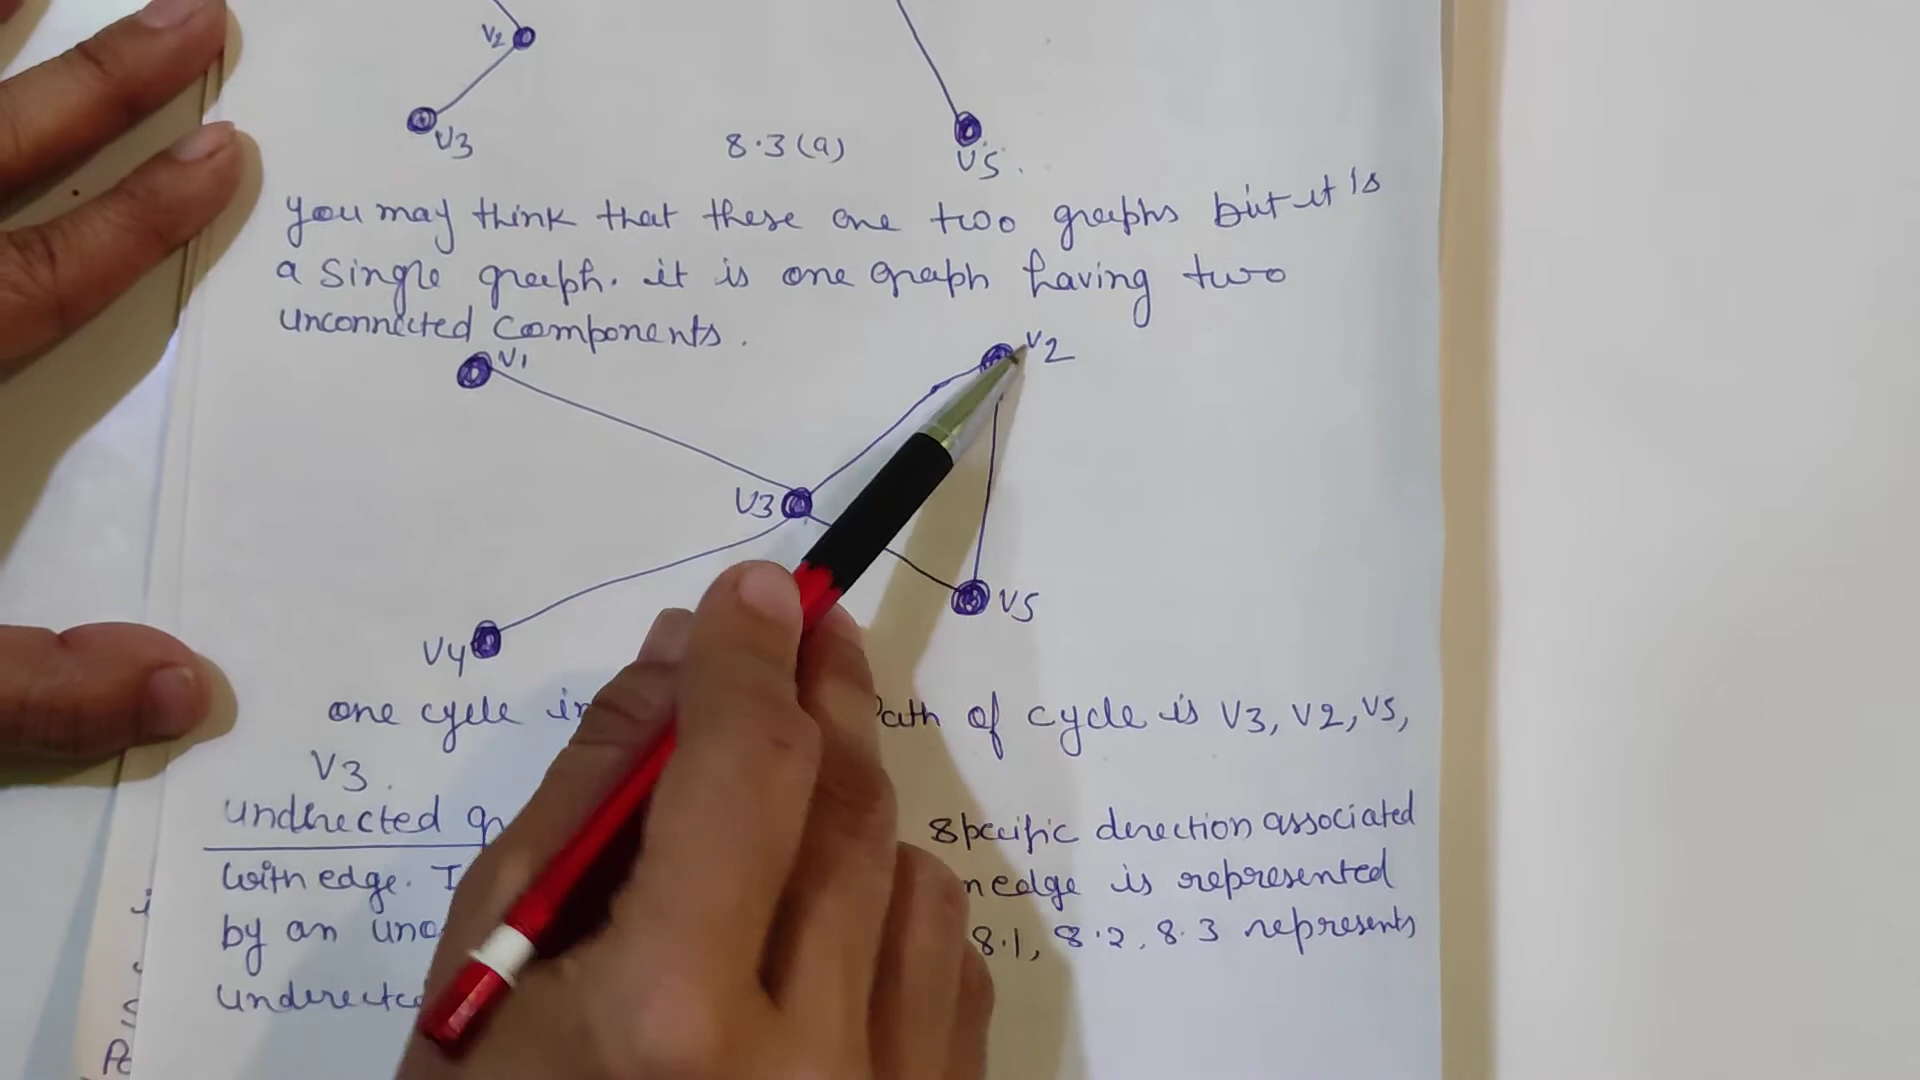 V2
V3
8.3(a)
V5.
you may think that these are two graphs but it is
a single graph. it is one graph having two
unconnected components.
V1
V2
V3
V5
V4
one cycle in Path of cycle is V3, V2, V5,
V3.
undirected specific direction associated
with edge. edge is represented
by an 8.1, 8.2, 8.3 represents